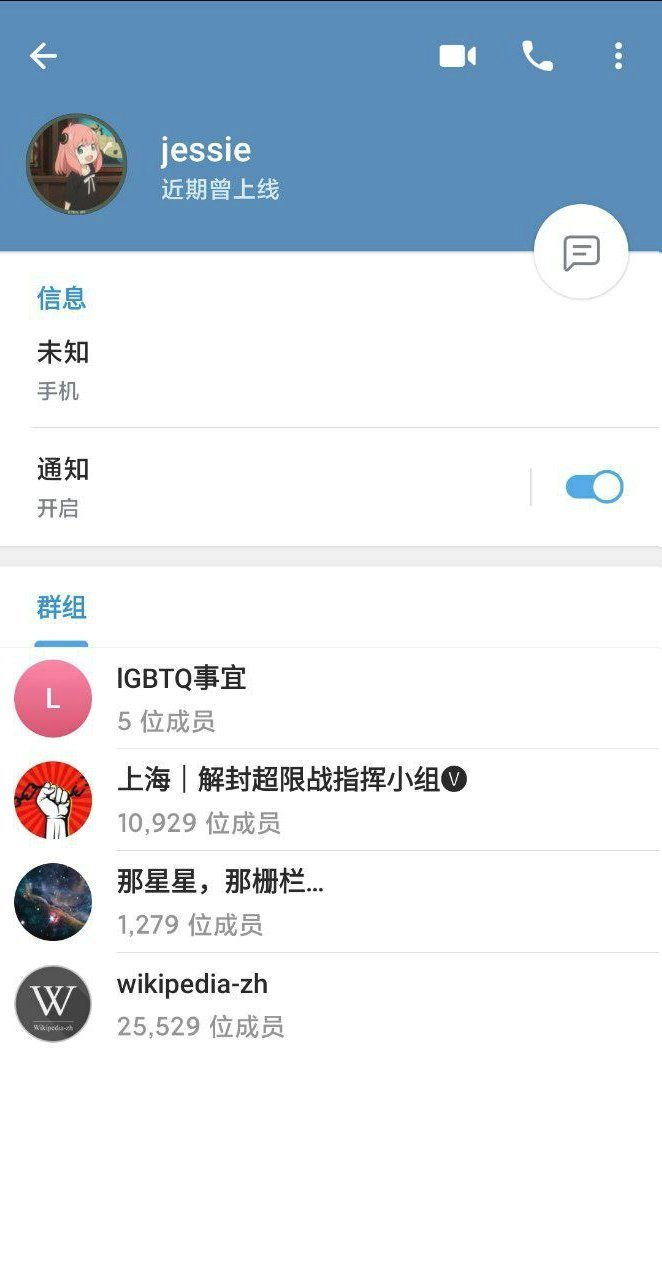 jessie
近期曾上线
信息
未知
手机
通知
开启
群组
L
lGBTQ事宜
5 位成员
上海｜解封超限战指挥小组🅥
10,929 位成员
那星星，那栅栏…
1,279 位成员
W
Wikipedia-zh
wikipedia-zh
25,529 位成员